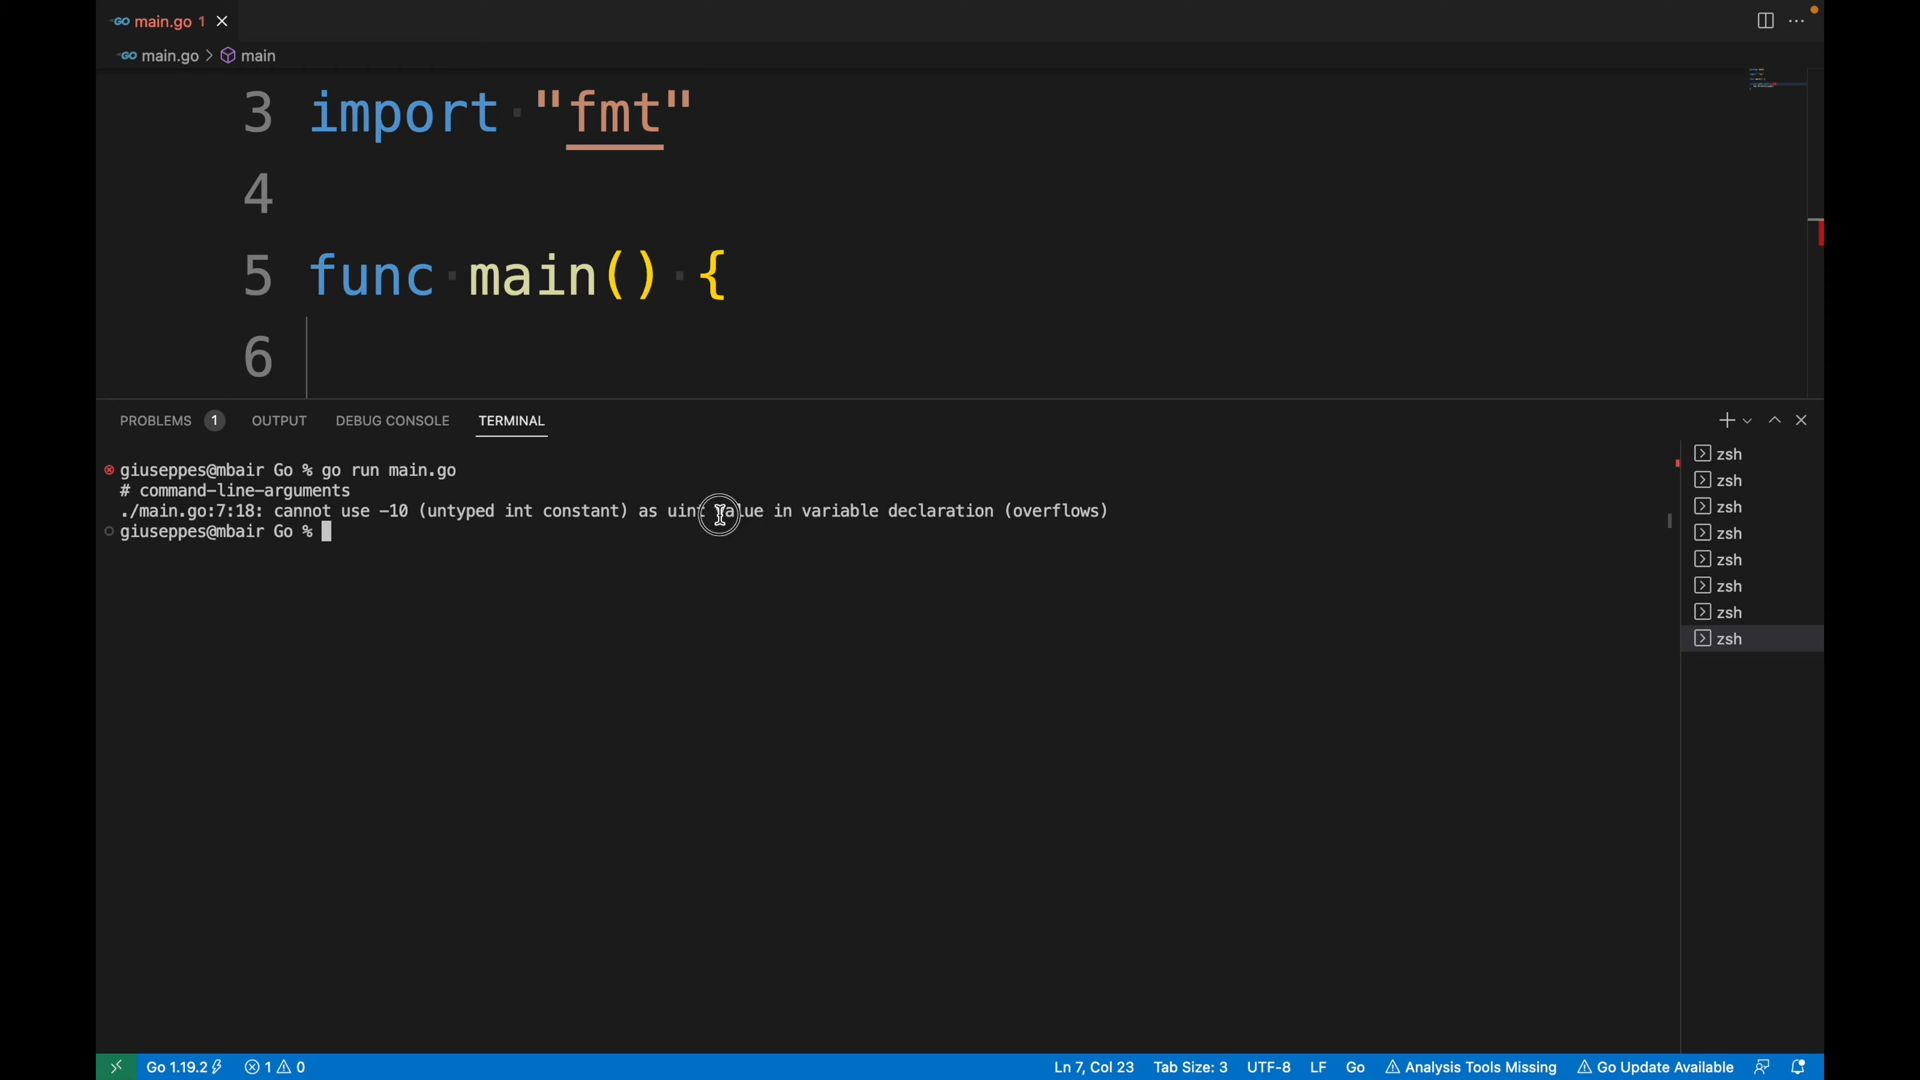 main.go 1
main.go > main
3 import "fmt"
4
5 func main() {
6
PROBLEMS 1 OUTPUT DEBUG CONSOLE TERMINAL
giuseppes@mbair Go % go run main.go
# command-line-arguments
./main.go:7:18: cannot use -10 (untyped int constant) as uint value in variable declaration (overflows)
giuseppes@mbair Go %
zsh
zsh
zsh
zsh
zsh
zsh
zsh
zsh
Go 1.19.2 1 0 Ln 7, Col 23 Tab Size: 3 UTF-8 LF Go Analysis Tools Missing Go Update Available